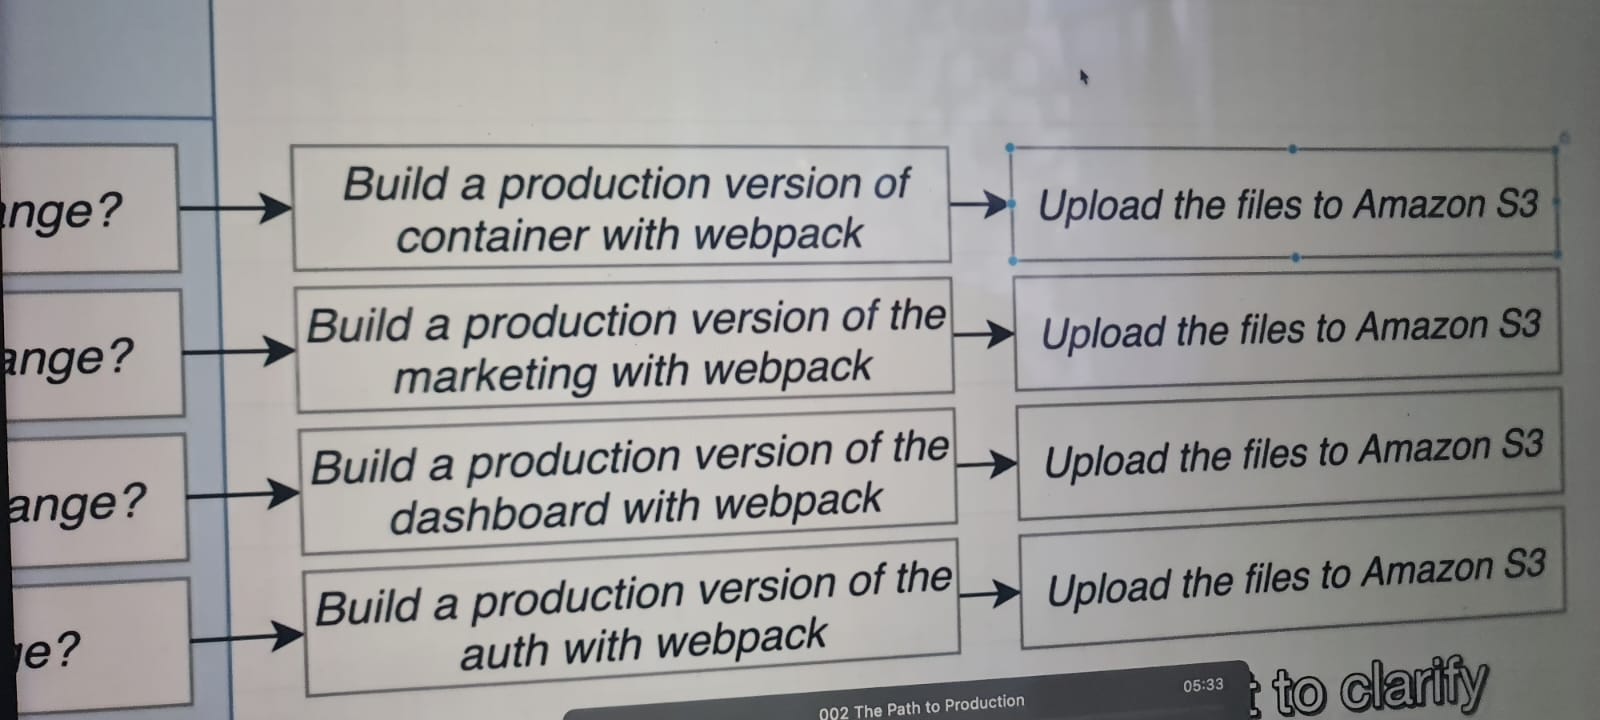 ange?
Build a production version of
container with webpack
Upload the files to Amazon S3
ange?
Build a production version of the
marketing with webpack
Upload the files to Amazon S3
ange?
Build a production version of the
dashboard with webpack
Upload the files to Amazon S3
ge?
Build a production version of the
auth with webpack
Upload the files to Amazon S3
002 The Path to Production
05:33
t to clarify